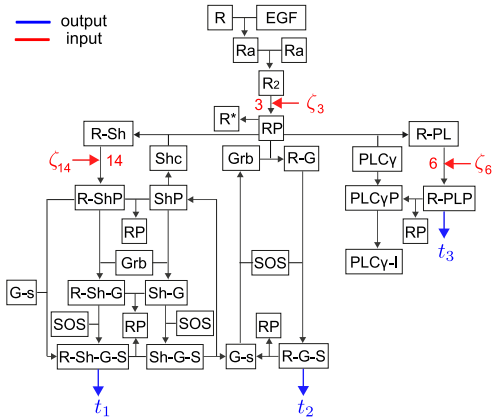 R EGF
output
input
Ra Ra
R2
3 ζ3
R* RP
R-Sh R-PL
ζ14 14 Shc Grb R-G PLCγ 6 ζ6
R-ShP ShP PLCγP R-PLP
RP RP
t3
Grb SOS PLCγ-I
G-s R-Sh-G Sh-G
SOS RP SOS RP
R-Sh-G-S Sh-G-S G-s R-G-S
t1 t2